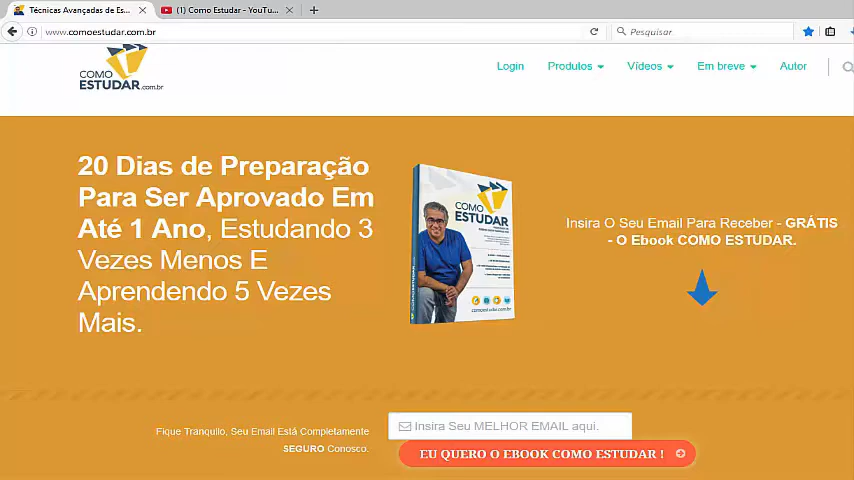 Técnicas Avançadas de Es...
(1) Como Estudar - YouTu...
www.comoestudar.com.br
Pesquisar
COMO
ESTUDAR.com.br
Login
Produtos
Vídeos
Em breve
Autor
20 Dias de Preparação
Para Ser Aprovado Em
Até 1 Ano, Estudando 3
Vezes Menos E
Aprendendo 5 Vezes
Mais.
COMO
ESTUDAR
comoestudar.com.br
Insira O Seu Email Para Receber - GRÁTIS
- O Ebook COMO ESTUDAR.
Fique Tranquilo, Seu Email Está Completamente
SEGURO Conosco.
Insira Seu MELHOR EMAIL aqui.
EU QUERO O EBOOK COMO ESTUDAR !